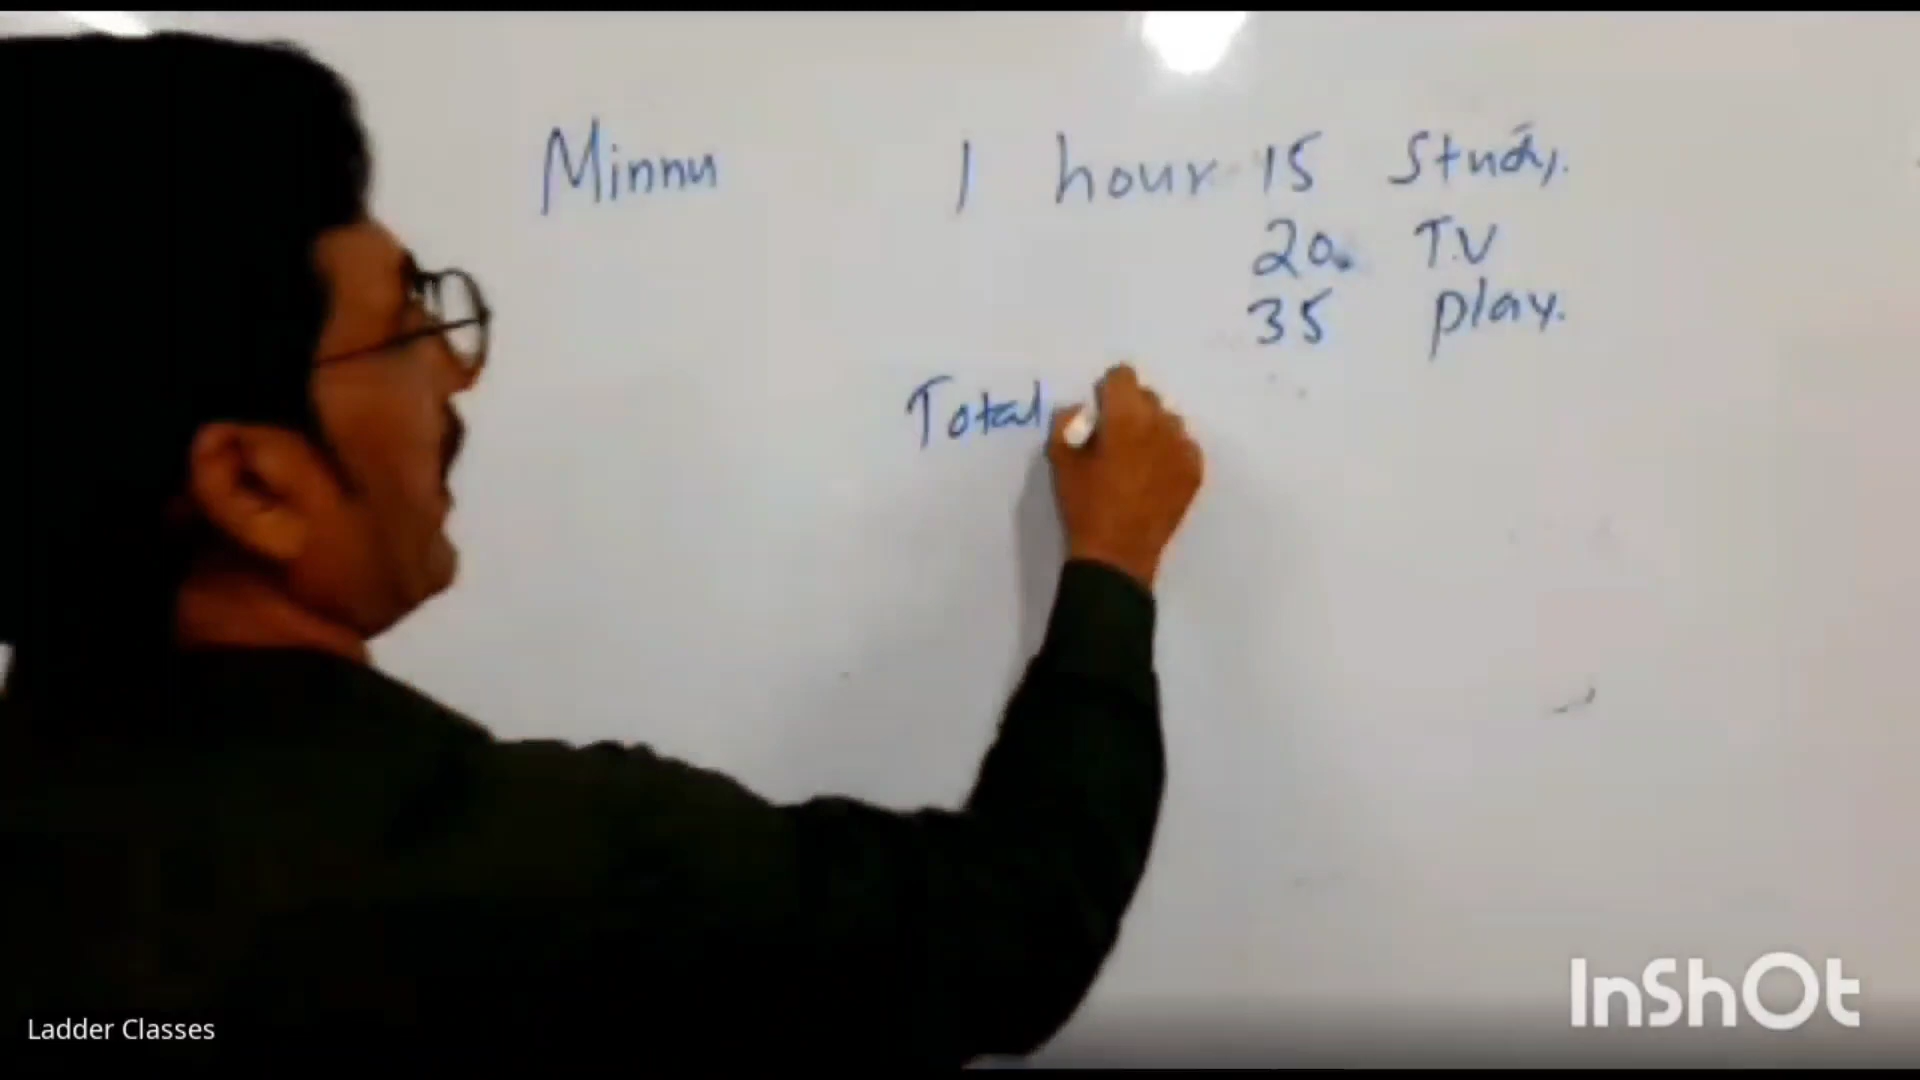 Minnu 1 hour 15 Study.
20. T.V
35 play.
Total
Ladder Classes
InShOt